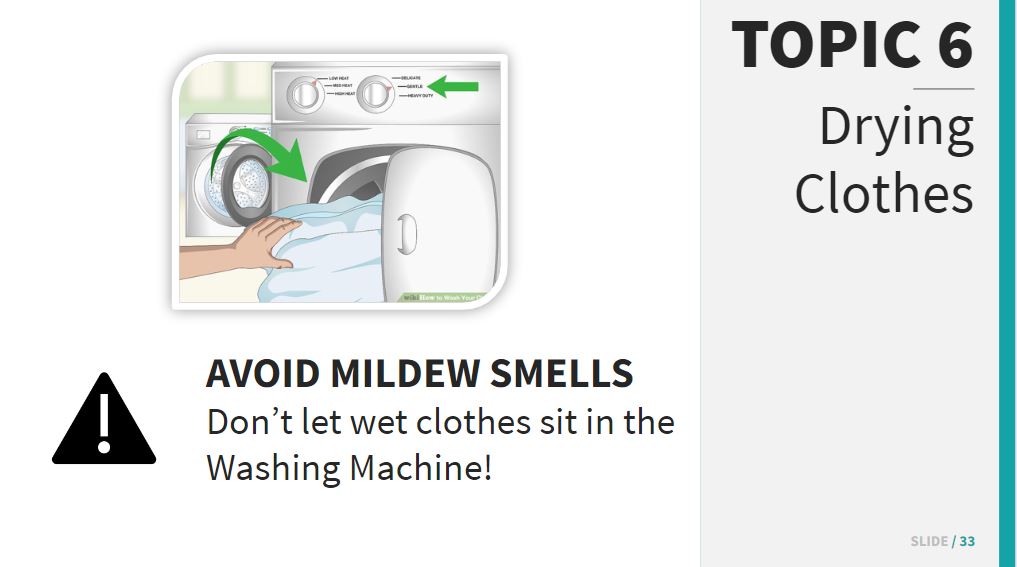 TOPIC 6
Drying
Clothes
LOW HEAT
MED HEAT
HIGH HEAT
DELICATE
GENTLE
HEAVY DUTY
wikiHow to Wash Your
AVOID MILDEW SMELLS
Don’t let wet clothes sit in the
Washing Machine!
SLIDE / 33